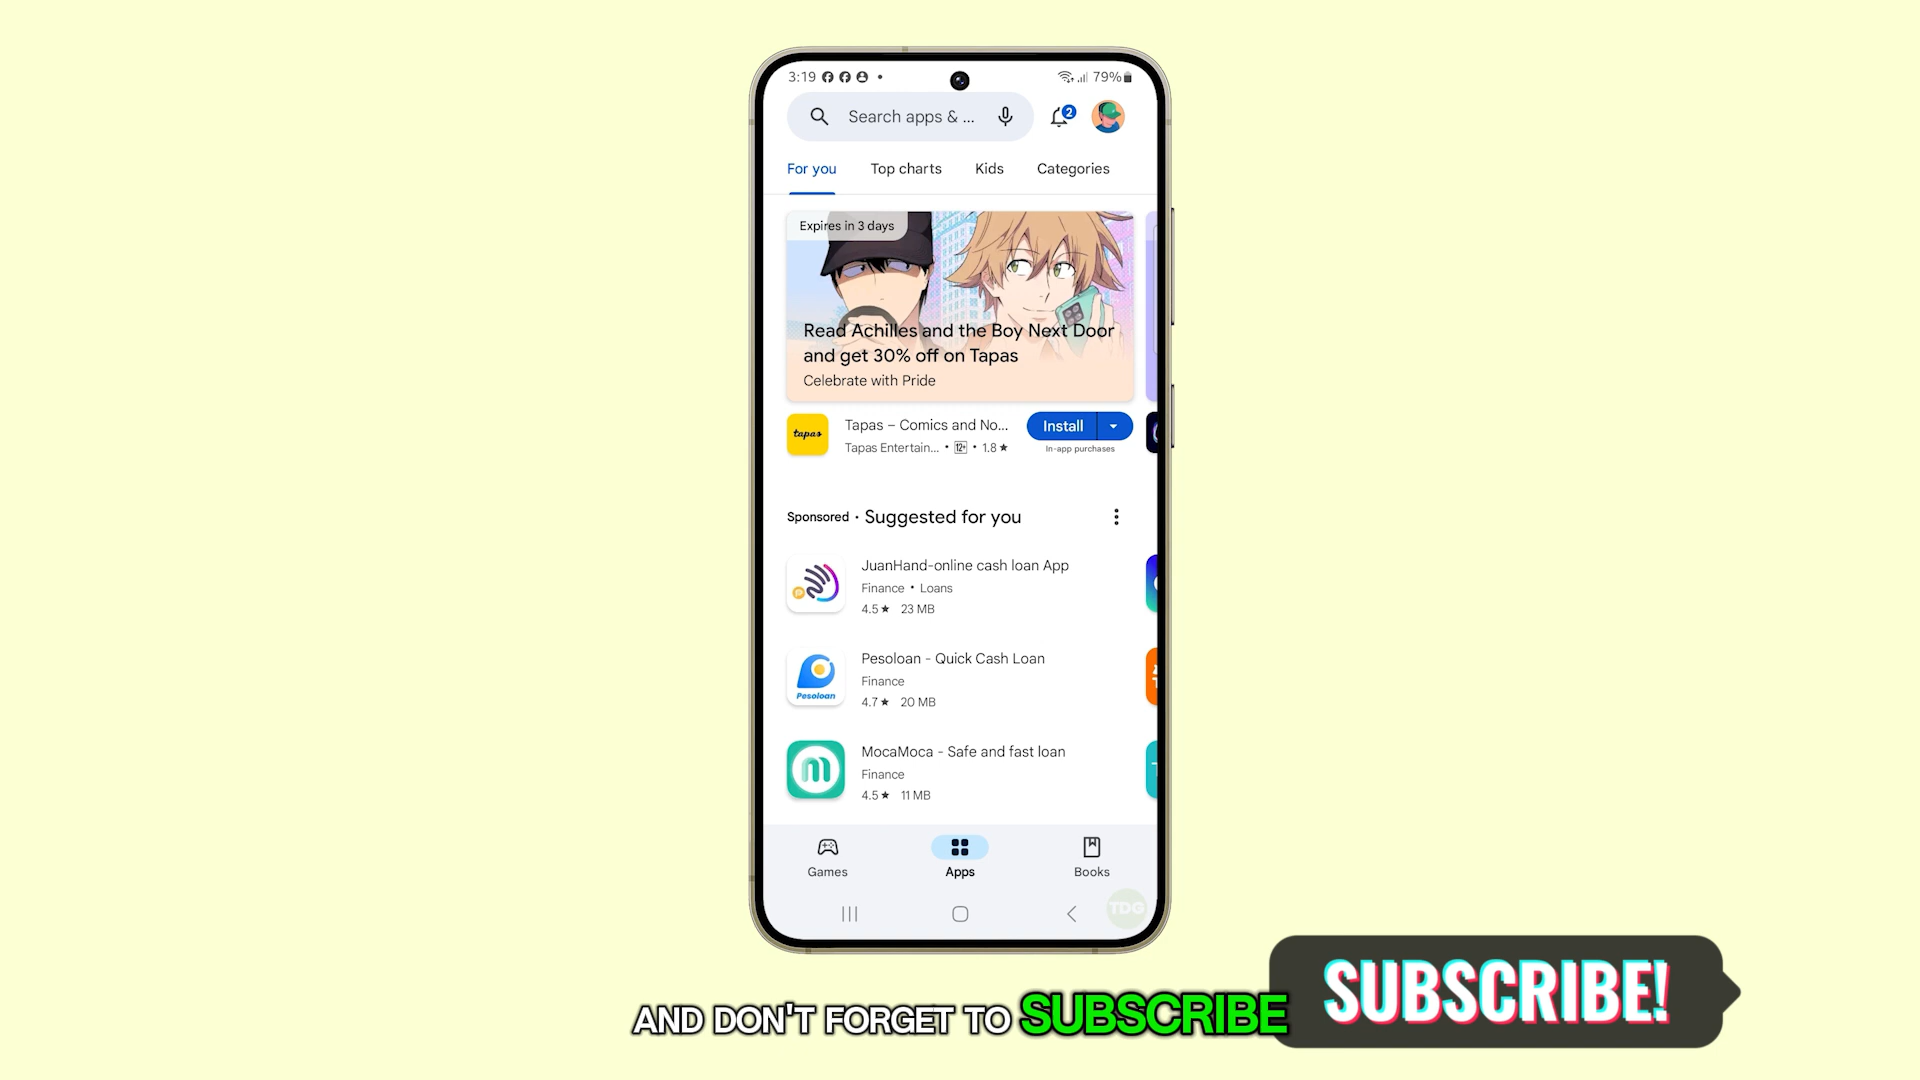 3:19
79%
Search apps & ...
2
For you
Top charts
Kids
Categories
Expires in 3 days
Read Achilles and the Boy Next Door
and get 30% off on Tapas
Celebrate with Pride
tapas
Tapas – Comics and No...
Install
Tapas Entertain... • 12+ • 1.8 ★
In-app purchases
Sponsored • Suggested for you
JuanHand-online cash loan App
Finance • Loans
4.5 ★ 23 MB
Pesoloan - Quick Cash Loan
Finance
Pesoloan
4.7 ★ 20 MB
MocaMoca - Safe and fast loan
Finance
4.5 ★ 11 MB
Games
Apps
Books
TDG
AND DON'T FORGET TO SUBSCRIBE
SUBSCRIBE!